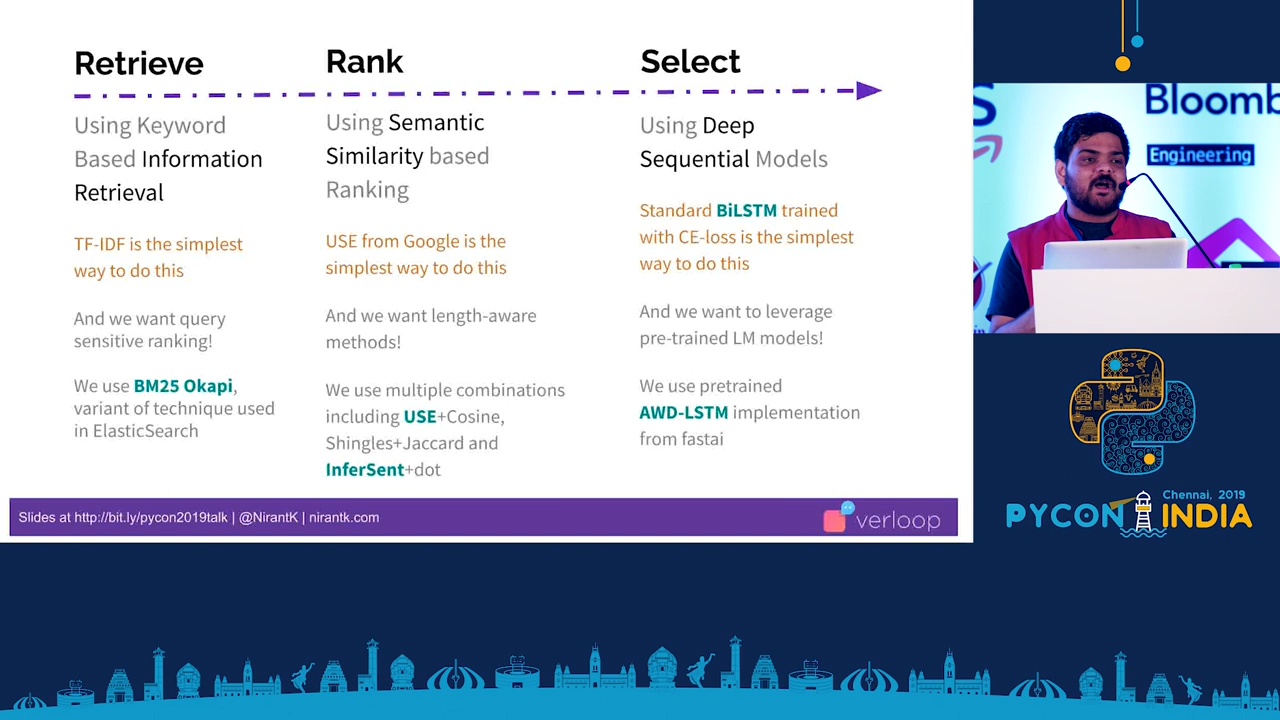 Retrieve
Using Keyword
Based Information
Retrieval
TF-IDF is the simplest
way to do this
And we want query
sensitive ranking!
We use BM25 Okapi,
variant of technique used
in ElasticSearch
Rank
Using Semantic
Similarity based
Ranking
USE from Google is the
simplest way to do this
And we want length-aware
methods!
We use multiple combinations
including USE+Cosine,
Shingles+Jaccard and
InferSent+dot
Select
Using Deep
Sequential Models
Standard BiLSTM trained
with CE-loss is the simplest
way to do this
And we want to leverage
pre-trained LM models!
We use pretrained
AWD-LSTM implementation
from fastai
Slides at http://bit.ly/pycon2019talk | @NirantK | nirantk.com
verloop
Bloomb
Engineering
Chennai, 2019
PYCON INDIA